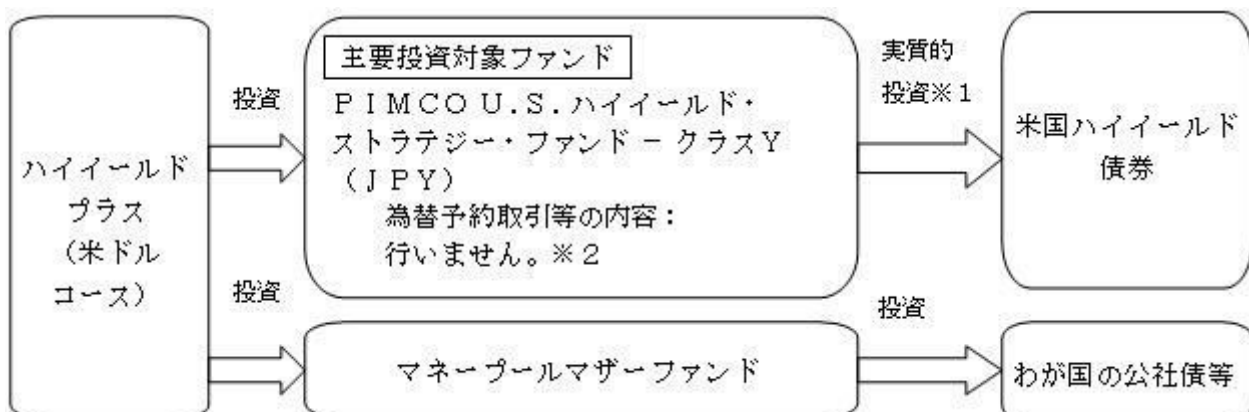 ハイイールド
プラス
（米ドル
コース）
投資
投資
主要投資対象ファンド
ＰＩＭＣＯ Ｕ.Ｓ.ハイイールド・
ストラテジー・ファンド － クラスＹ
（ＪＰＹ）
為替予約取引等の内容：
行いません。※２
マネープールマザーファンド
実質的
投資※１
投資
米国ハイイールド
債券
わが国の公社債等